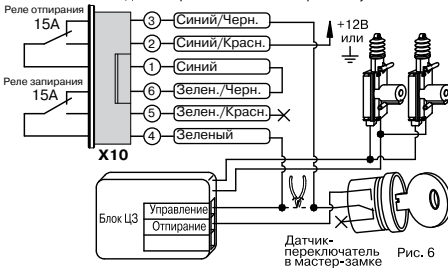 Реле отпирания
15А
Реле запирания
15А
X10
3 Синий/Черн.
2 Синий/Красн.
1 Синий
6 Зелен./Черн.
5 Зелен./Красн.
4 Зеленый
+12В
или
Блок ЦЗ
Управление
Отпирание
Датчик-
переключатель
в мастер-замке
Рис. 6